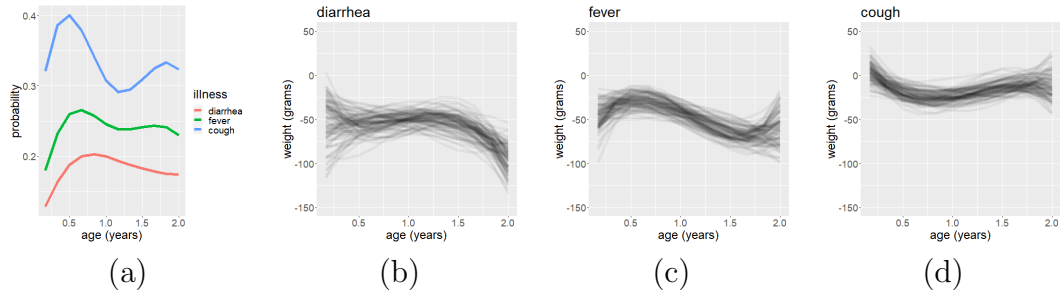 0.4
0.3
0.2
probability
0.5
1.0
1.5
2.0
age (years)
illness
diarrhea
fever
cough
(a)
diarrhea
50
0
-50
-100
-150
weight (grams)
0.5
1.0
1.5
2.0
age (years)
(b)
fever
50
0
-50
-100
-150
weight (grams)
0.5
1.0
1.5
2.0
age (years)
(c)
cough
50
0
-50
-100
-150
weight (grams)
0.5
1.0
1.5
2.0
age (years)
(d)